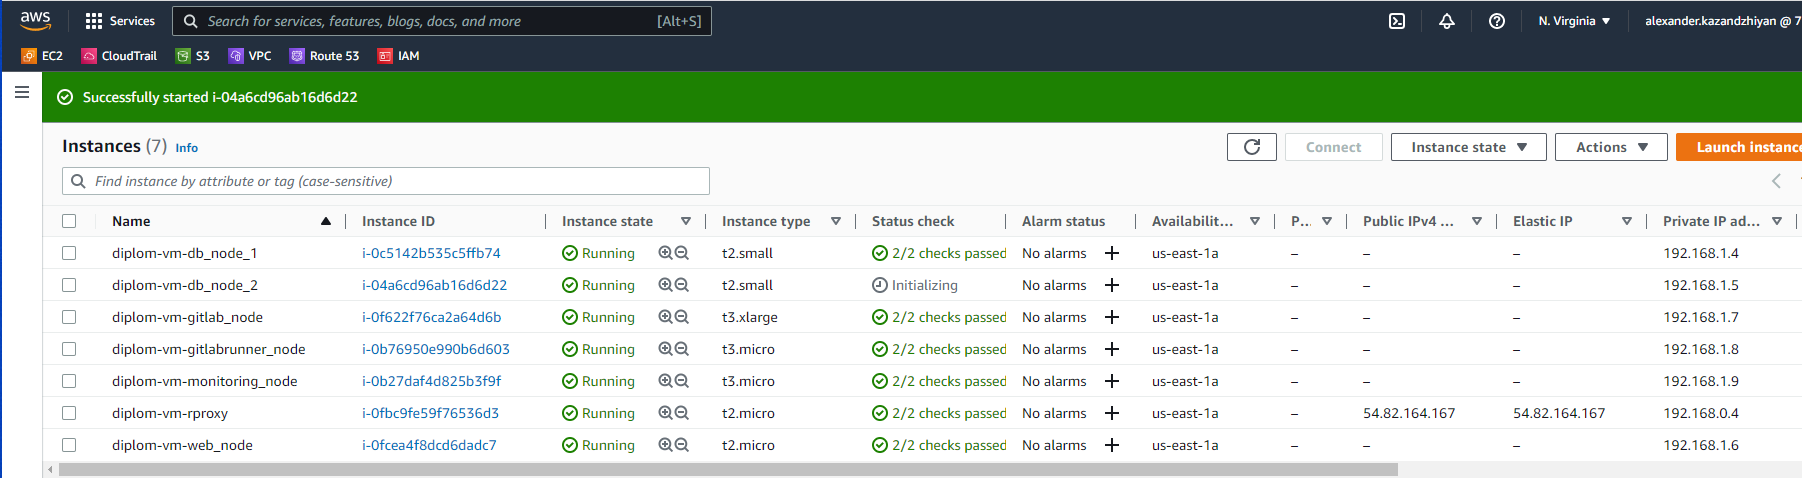 aws Services Search for services, features, blogs, docs, and more [Alt+S] N. Virginia alexander.kazandzhiyan @ 7
EC2 CloudTrail S3 VPC Route 53 IAM
Successfully started i-04a6cd96ab16d6d22
Instances (7) Info Connect Instance state Actions Launch instance
Find instance by attribute or tag (case-sensitive)
Name Instance ID Instance state Instance type Status check Alarm status Availabilit... P... Public IPv4 ... Elastic IP Private IP ad...
diplom-vm-db_node_1 i-0c5142b535c5ffb74 Running t2.small 2/2 checks passed No alarms + us-east-1a – – – 192.168.1.4
diplom-vm-db_node_2 i-04a6cd96ab16d6d22 Running t2.small Initializing No alarms + us-east-1a – – – 192.168.1.5
diplom-vm-gitlab_node i-0f622f76ca2a64d6b Running t3.xlarge 2/2 checks passed No alarms + us-east-1a – – – 192.168.1.7
diplom-vm-gitlabrunner_node i-0b76950e990b6d603 Running t3.micro 2/2 checks passed No alarms + us-east-1a – – – 192.168.1.8
diplom-vm-monitoring_node i-0b27daf4d825b3f9f Running t3.micro 2/2 checks passed No alarms + us-east-1a – – – 192.168.1.9
diplom-vm-rproxy i-0fbc9fe59f76536d3 Running t2.micro 2/2 checks passed No alarms + us-east-1a – 54.82.164.167 54.82.164.167 192.168.0.4
diplom-vm-web_node i-0fcea4f8dcd6dadc7 Running t2.micro 2/2 checks passed No alarms + us-east-1a – – – 192.168.1.6